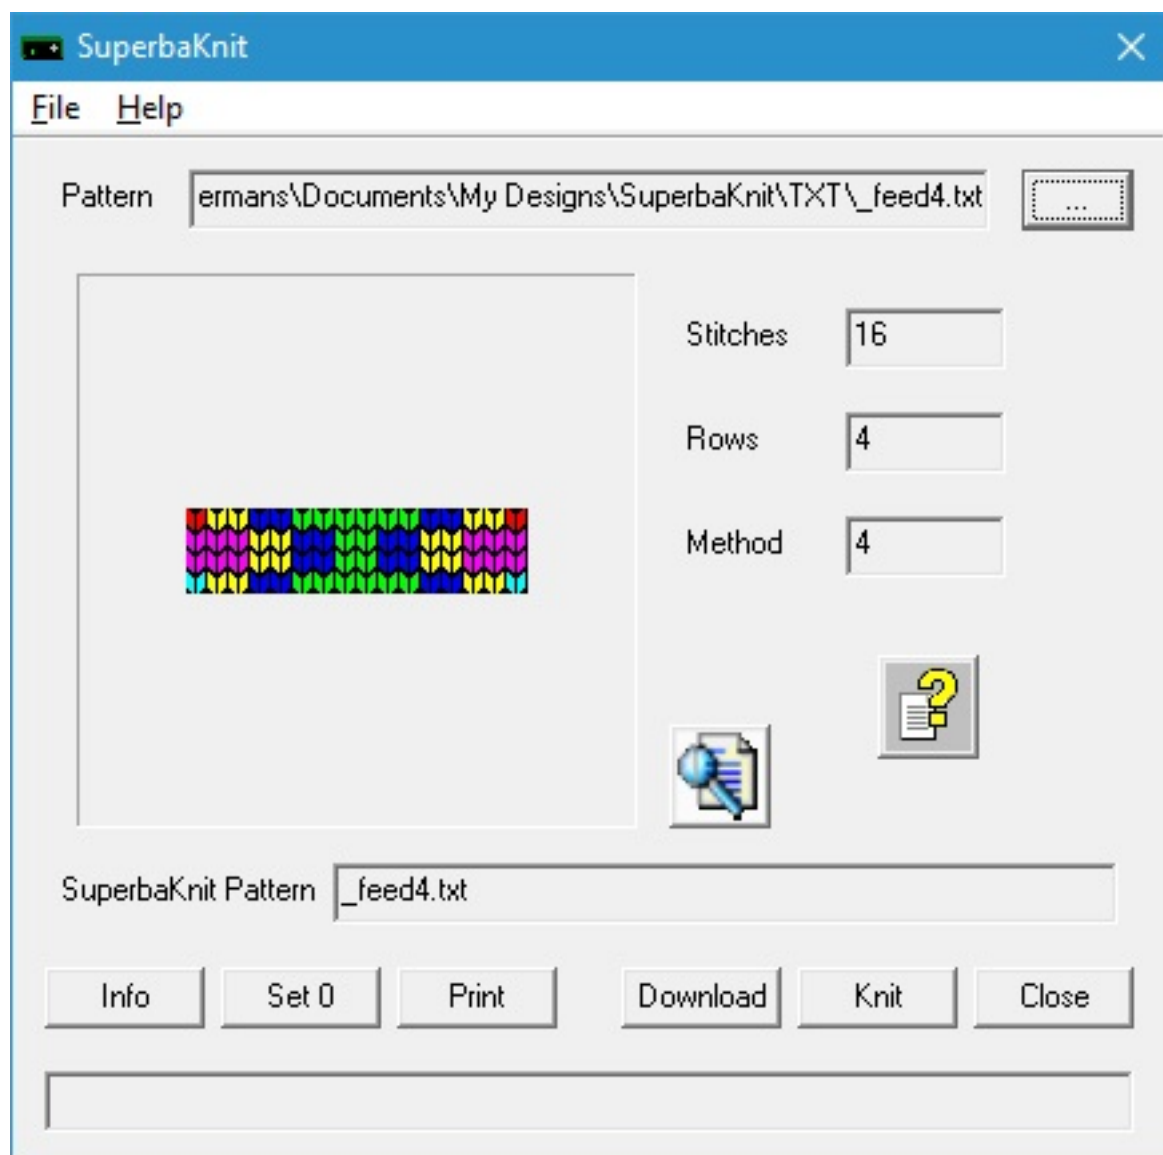 SuperbaKnit
File Help
Pattern ermans\Documents\My Designs\SuperbaKnit\TXT\_feed4.txt ...
Stitches 16
Rows 4
Method 4
SuperbaKnit Pattern _feed4.txt
Info Set 0 Print Download Knit Close